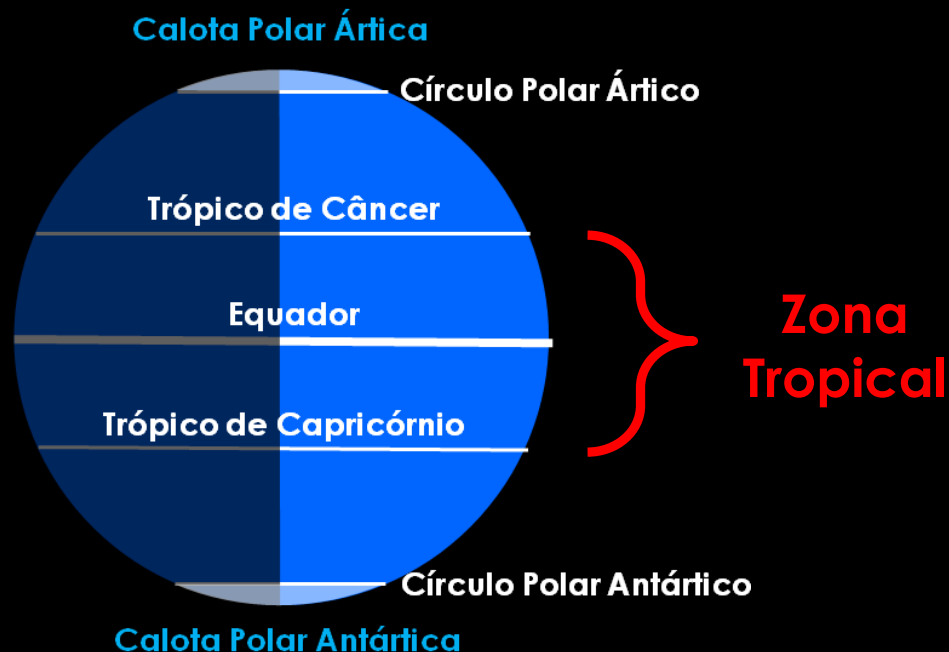 Calota Polar Ártica
Círculo Polar Ártico
Trópico de Câncer
Equador
Zona
Tropical
Trópico de Capricórnio
Círculo Polar Antártico
Calota Polar Antártica